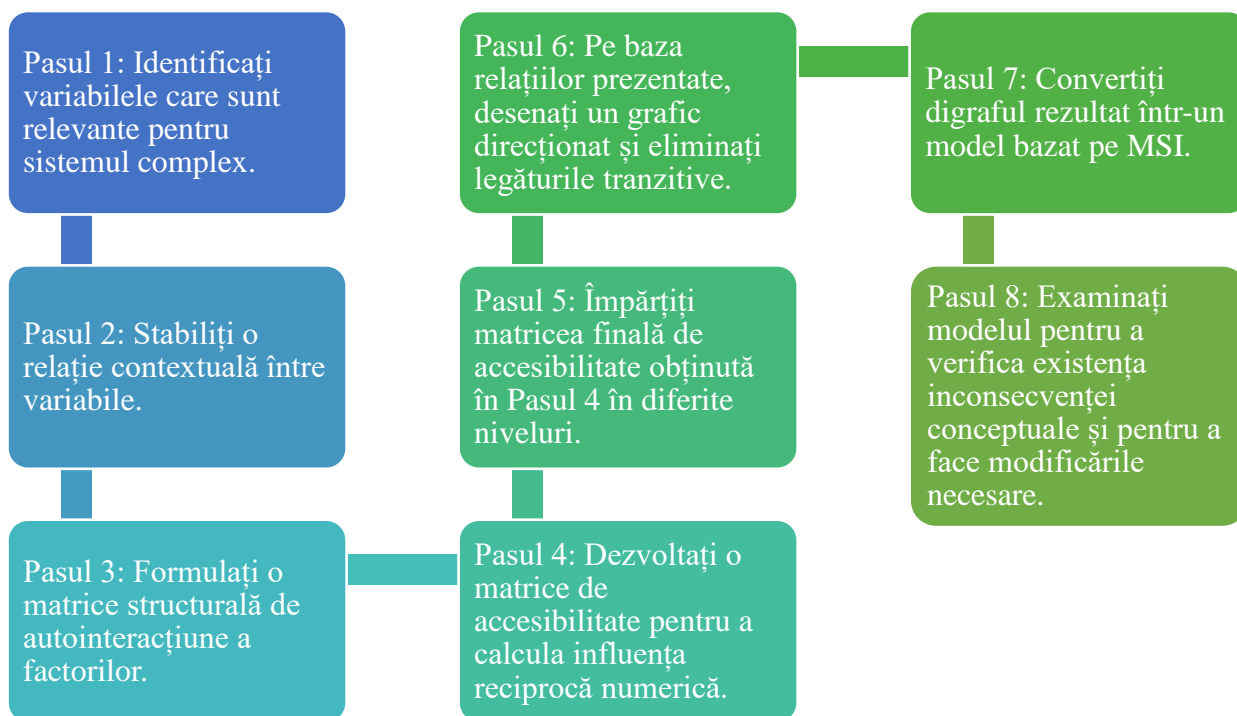 Pasul 1: Identificați
variabilele care sunt
relevante pentru
sistemul complex.
Pasul 2: Stabiliți o
relație contextuală între
variabile.
Pasul 3: Formulați o
matrice structurală de
autointeracțiune a
factorilor.
Pasul 4: Dezvoltați o
matrice de
accesibilitate pentru a
calcula influența
reciprocă numerică.
Pasul 5: Împărțiți
matricea finală de
accesibilitate obținută
în Pasul 4 în diferite
niveluri.
Pasul 6: Pe baza
relațiilor prezentate,
desenați un grafic
direcționat și eliminați
legăturile tranzitive.
Pasul 7: Convertiți
digraful rezultat într-un
model bazat pe MSI.
Pasul 8: Examinați
modelul pentru a
verifica existența
inconsecvenței
conceptuale și pentru a
face modificările
necesare.